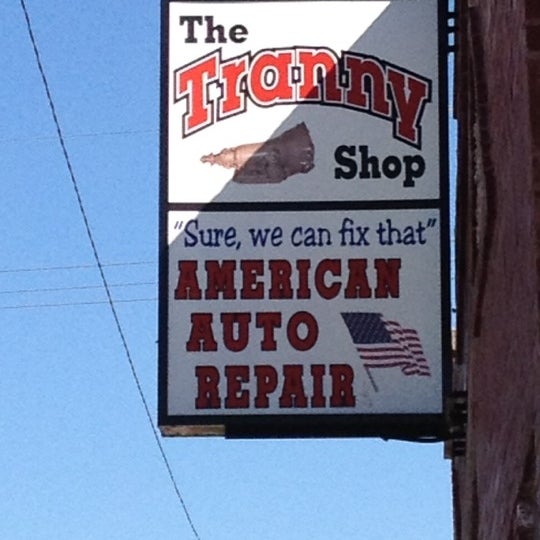 The
Tranny
Shop
"Sure, we can fix that"
AMERICAN
AUTO
REPAIR